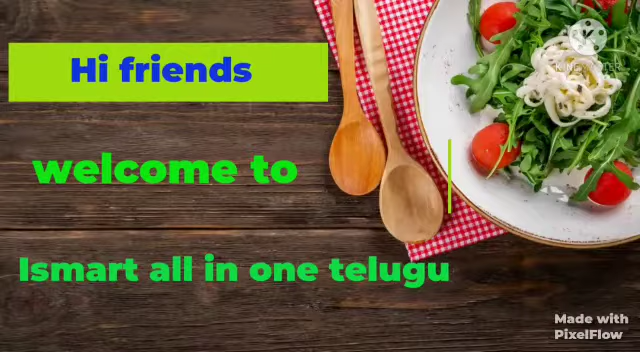 Hi friends
welcome to
Ismart all in one telugu
Made with
PixelFlow